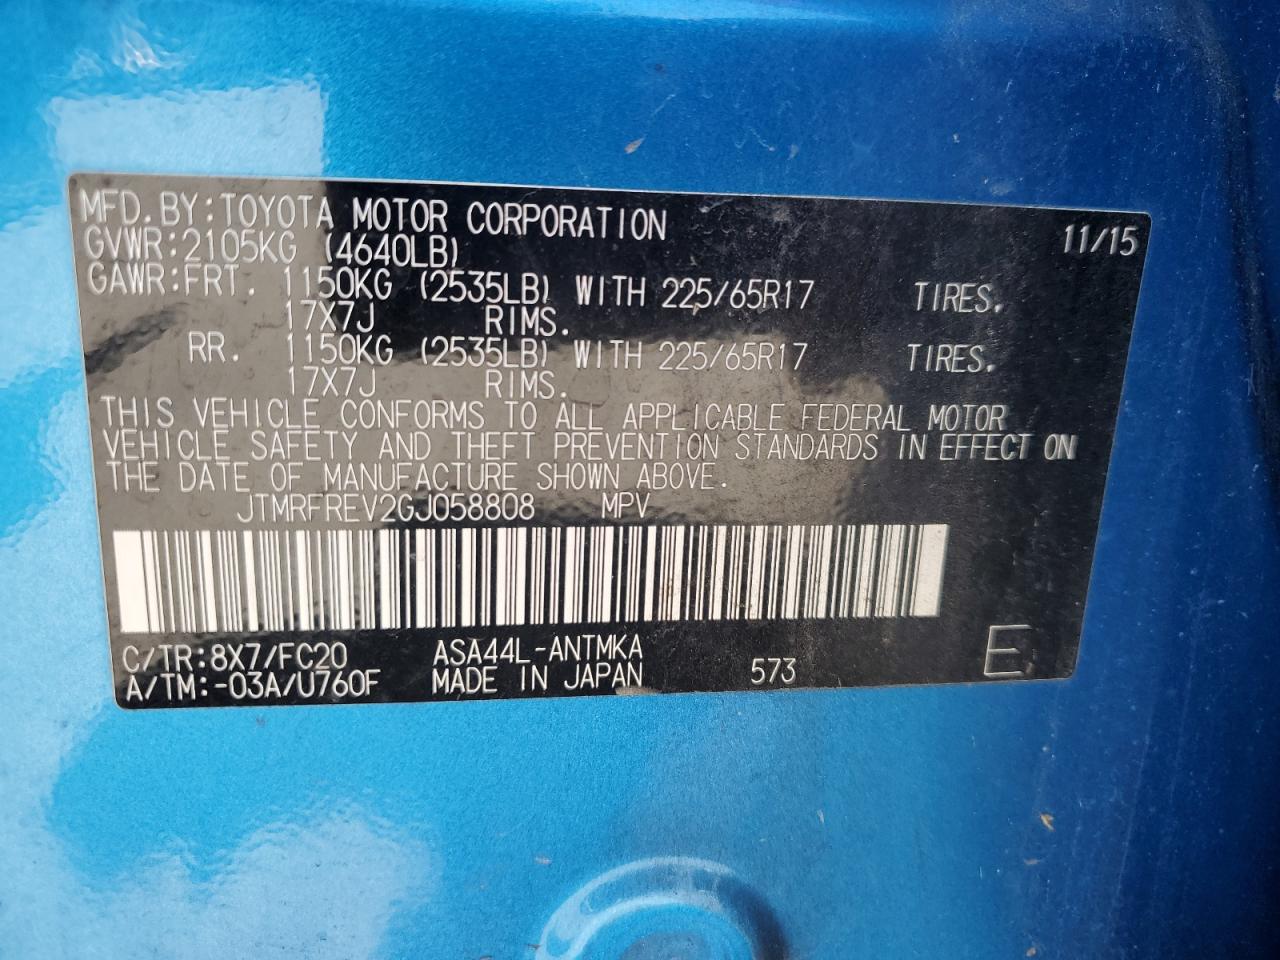 MFD.BY:TOYOTA MOTOR CORPORATION 11/15
GVWR:2105KG (4640LB)
GAWR:FRT. 1150KG (2535LB) WITH 225/65R17 TIRES.
17X7J RIMS.
RR. 1150KG (2535LB) WITH 225/65R17 TIRES.
17X7J RIMS.
THIS VEHICLE CONFORMS TO ALL APPLICABLE FEDERAL MOTOR
VEHICLE SAFETY AND THEFT PREVENTION STANDARDS IN EFFECT ON
THE DATE OF MANUFACTURE SHOWN ABOVE.
JTMRFREV2GJ058808 MPV
C/TR:8X7/FC20 ASA44L-ANTMKA
A/TM:-03A/U760F MADE IN JAPAN 573 E